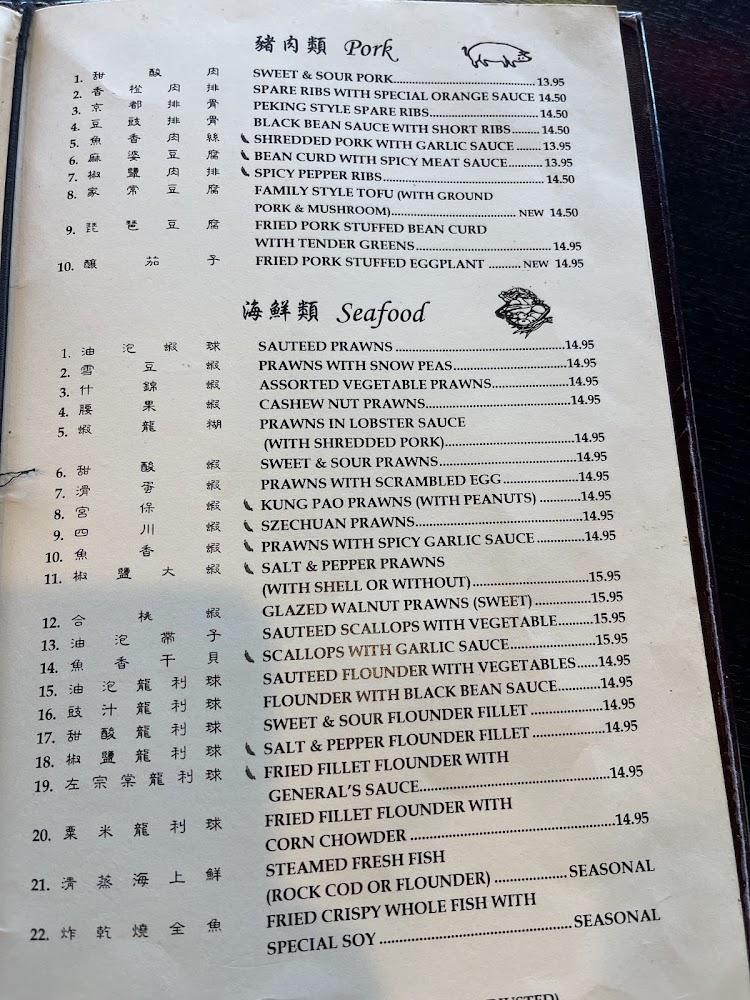 豬肉類 Pork
1. 甜酸肉 SWEET & SOUR PORK 13.95
2. 香橙肉排 SPARE RIBS WITH SPECIAL ORANGE SAUCE 14.50
3. 京都排骨 PEKING STYLE SPARE RIBS 14.50
4. 豆豉排骨 BLACK BEAN SAUCE WITH SHORT RIBS 14.50
5. 魚香肉絲 SHREDDED PORK WITH GARLIC SAUCE 13.95
6. 麻婆豆腐 BEAN CURD WITH SPICY MEAT SAUCE 13.95
7. 椒鹽肉排 SPICY PEPPER RIBS 14.50
8. 家常豆腐 FAMILY STYLE TOFU (WITH GROUND
PORK & MUSHROOM) NEW 14.50
9. 琵琶豆腐 FRIED PORK STUFFED BEAN CURD
WITH TENDER GREENS 14.95
10. 釀茄子 FRIED PORK STUFFED EGGPLANT NEW 14.95
海鮮類 Seafood
1. 油泡蝦球 SAUTEED PRAWNS 14.95
2. 雪豆蝦 PRAWNS WITH SNOW PEAS 14.95
3. 什錦蝦 ASSORTED VEGETABLE PRAWNS 14.95
4. 腰果蝦 CASHEW NUT PRAWNS 14.95
5. 蝦龍糊 PRAWNS IN LOBSTER SAUCE
(WITH SHREDDED PORK) 14.95
6. 甜酸蝦 SWEET & SOUR PRAWNS 14.95
7. 滑蛋蝦 PRAWNS WITH SCRAMBLED EGG 14.95
8. 宮保蝦 KUNG PAO PRAWNS (WITH PEANUTS) 14.95
9. 四川蝦 SZECHUAN PRAWNS 14.95
10. 魚香蝦 PRAWNS WITH SPICY GARLIC SAUCE 14.95
11. 椒鹽大蝦 SALT & PEPPER PRAWNS
(WITH SHELL OR WITHOUT) 15.95
12. 合桃蝦 GLAZED WALNUT PRAWNS (SWEET) 15.95
13. 油泡帶子 SAUTEED SCALLOPS WITH VEGETABLE 15.95
14. 魚香干貝 SCALLOPS WITH GARLIC SAUCE 15.95
15. 油泡龍利球 SAUTEED FLOUNDER WITH VEGETABLES 14.95
16. 豉汁龍利球 FLOUNDER WITH BLACK BEAN SAUCE 14.95
17. 甜酸龍利球 SWEET & SOUR FLOUNDER FILLET 14.95
18. 椒鹽龍利球 SALT & PEPPER FLOUNDER FILLET 14.95
19. 左宗棠龍利球 FRIED FILLET FLOUNDER WITH
GENERAL'S SAUCE 14.95
20. 粟米龍利球 FRIED FILLET FLOUNDER WITH
CORN CHOWDER 14.95
21. 清蒸海上鮮 STEAMED FRESH FISH
(ROCK COD OR FLOUNDER) SEASONAL
22. 炸乾燒全魚 FRIED CRISPY WHOLE FISH WITH
SPECIAL SOY SEASONAL